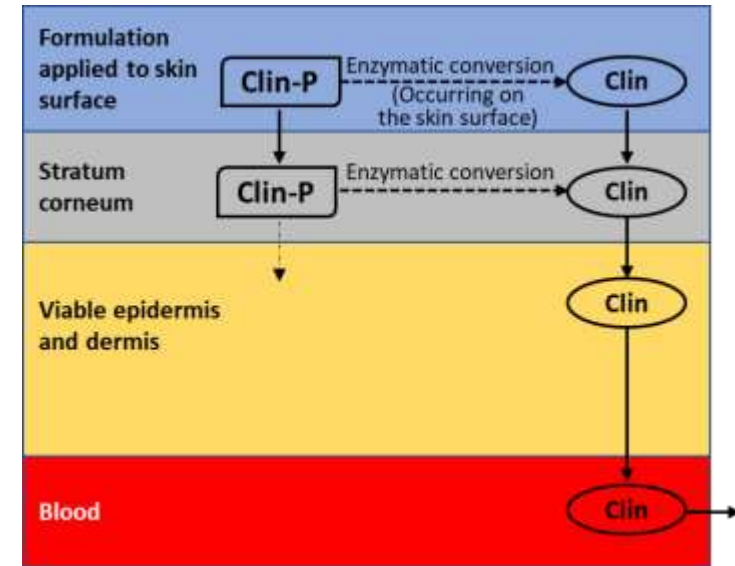 Formulation
applied to skin
surface
Clin-P
Enzymatic conversion
(Occurring on
the skin surface)
Clin
Stratum
corneum
Clin-P
Enzymatic conversion
Clin
Viable epidermis
and dermis
Clin
Blood
Clin